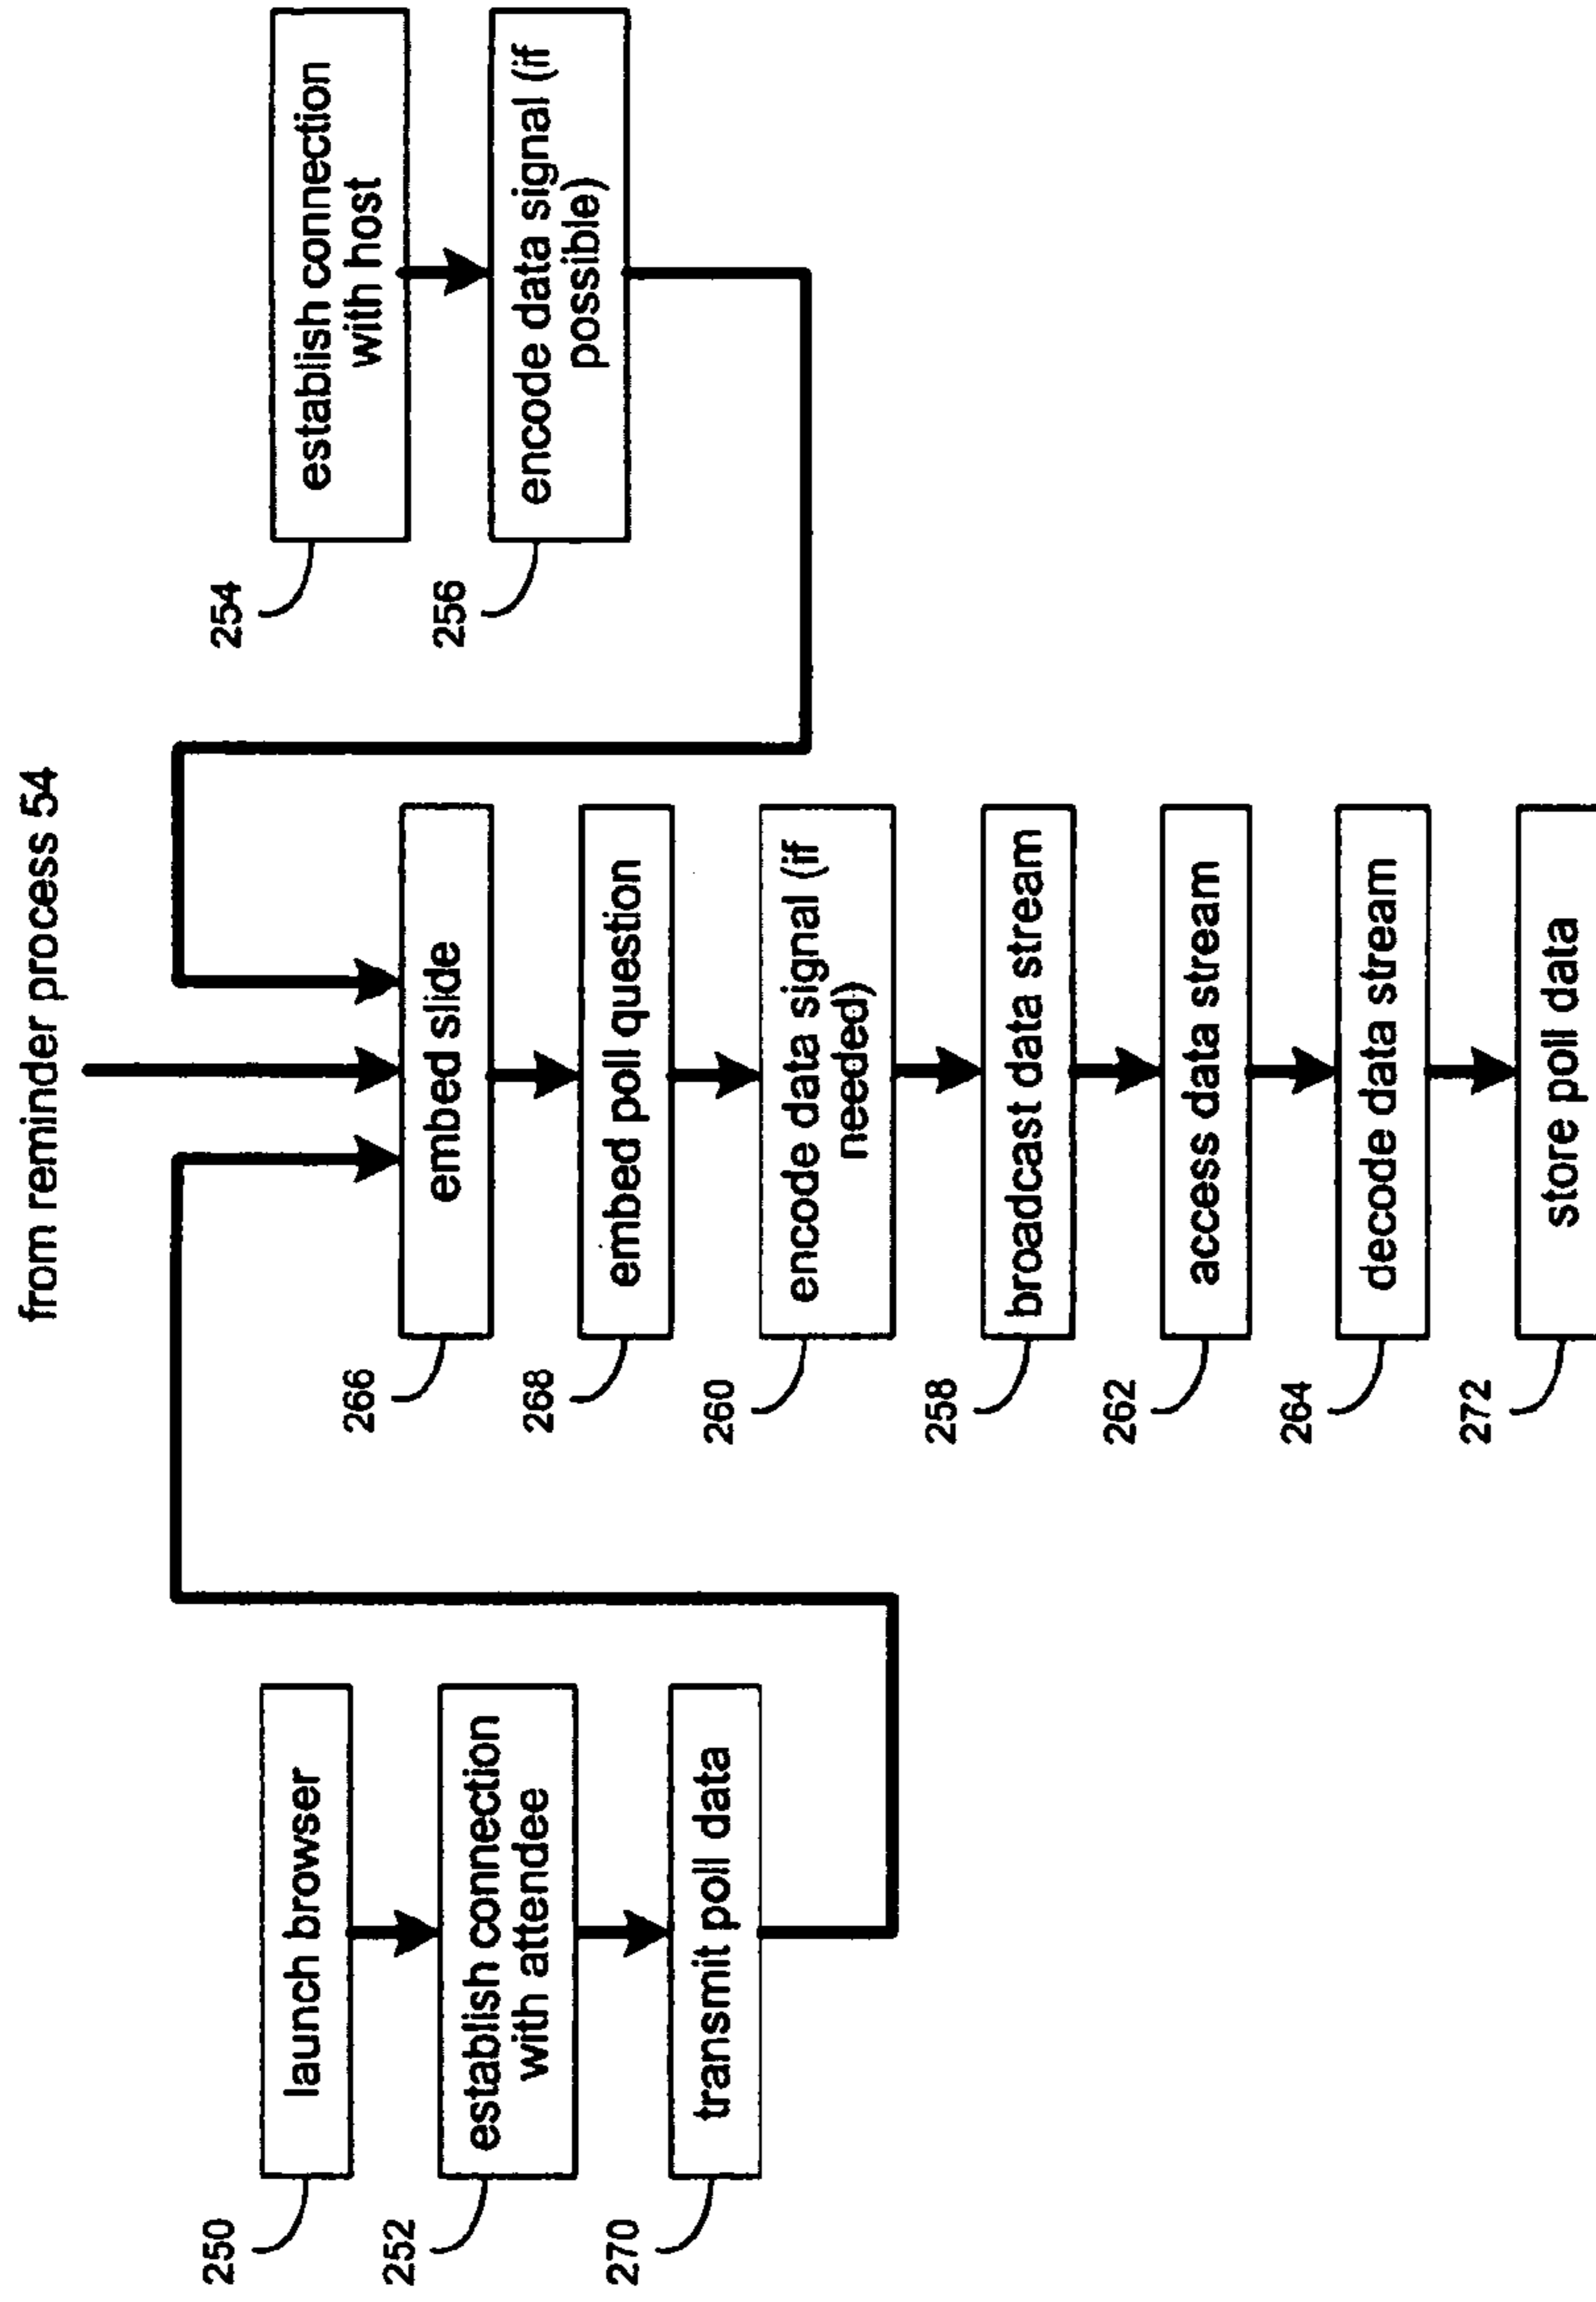 from reminder process 54
250
launch browser
252
establish connection
with attendee
270
transmit poll data
266
embed slide
268
embed poll question
260
encode data signal (if
needed)
258
broadcast data stream
262
access data stream
264
decode data stream
272
store poll data
254
establish connection
with host
256
encode data signal (if
possible)